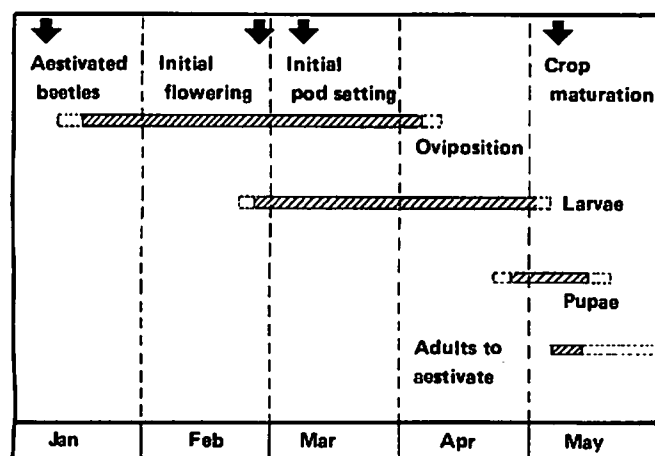 Aestivated
beetles
Initial
flowering
Initial
pod setting
Crop
maturation
Oviposition
Larvae
Pupae
Adults to
aestivate
Jan
Feb
Mar
Apr
May